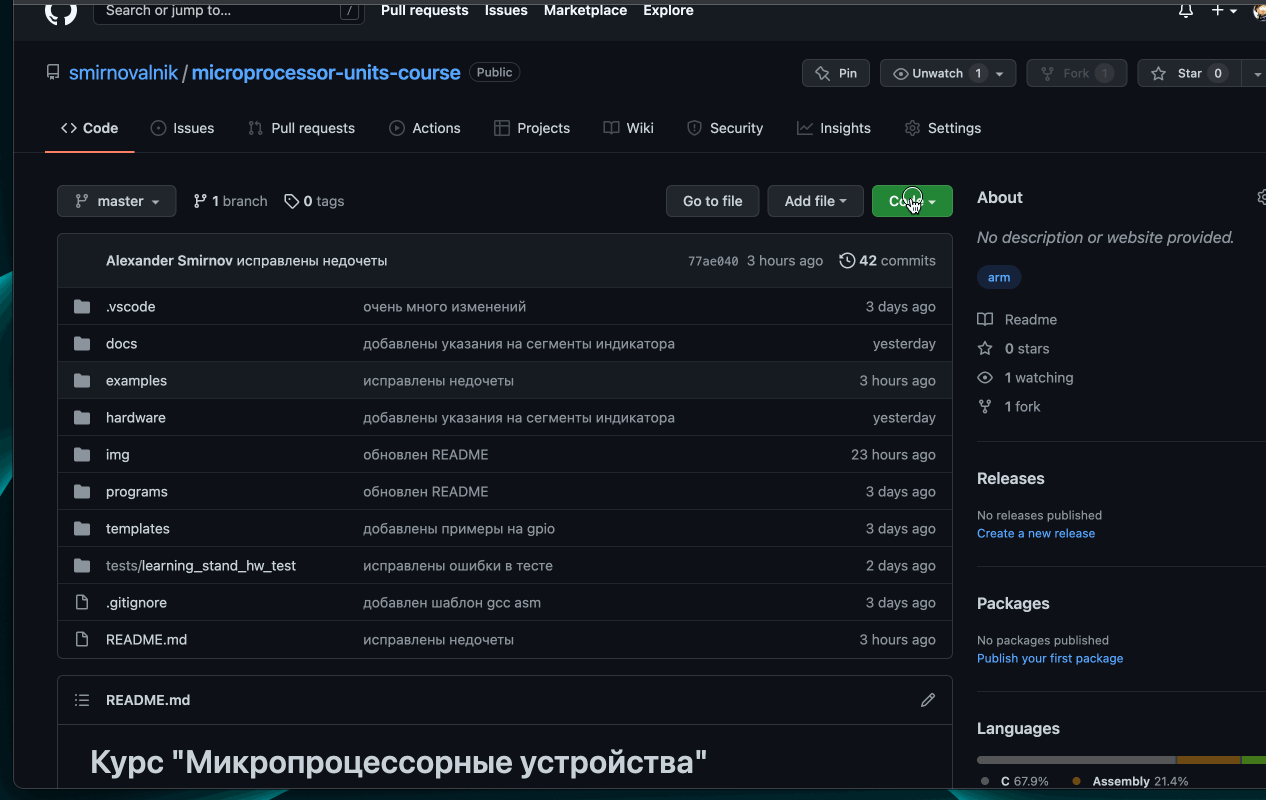 Search or jump to... / Pull requests Issues Marketplace Explore
smirnovalnik / microprocessor-units-course Public Pin Unwatch 1 Fork 1 Star 0
Code Issues Pull requests Actions Projects Wiki Security Insights Settings
master 1 branch 0 tags Go to file Add file
About
No description or website provided.
arm
Readme
0 stars
1 watching
1 fork
Releases
No releases published
Create a new release
Packages
No packages published
Publish your first package
Languages
C 67.9% Assembly 21.4%
Alexander Smirnov исправлены недочеты 77ae040 3 hours ago 42 commits
.vscode очень много изменений 3 days ago
docs добавлены указания на сегменты индикатора yesterday
examples исправлены недочеты 3 hours ago
hardware добавлены указания на сегменты индикатора yesterday
img обновлен README 23 hours ago
programs обновлен README 3 days ago
templates добавлены примеры на gpio 3 days ago
tests/learning_stand_hw_test исправлены ошибки в тесте 2 days ago
.gitignore добавлен шаблон gcc asm 3 days ago
README.md исправлены недочеты 3 hours ago
README.md
Курс "Микропроцессорные устройства"